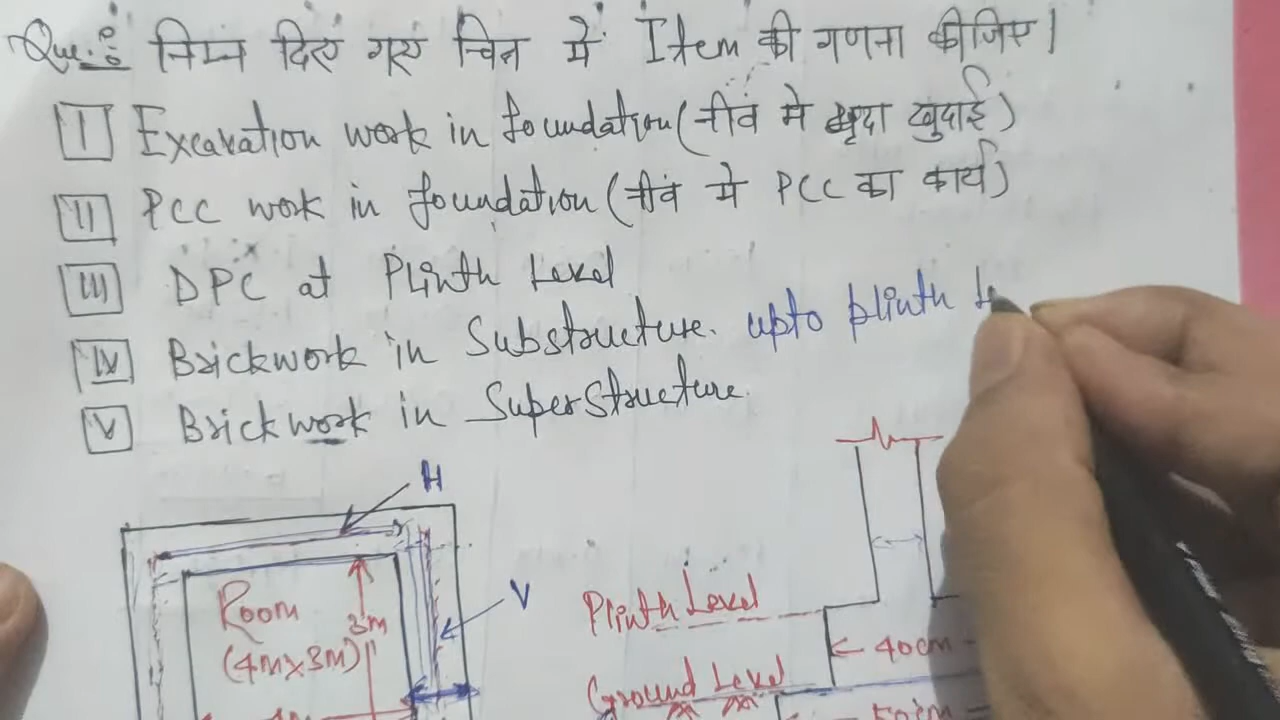 Que.: निम्न दिए गए चित्र में Item की गणना कीजिए।
I Excavation work in foundation (नीव मे खुदाई)
II PCC work in foundation (नीव मे PCC का कार्य)
III DPC at Plinth Level
IV Brickwork in Substructure. upto plinth
V Brickwork in Superstructure.
H
V
Room
3m
(4m×3m)
Plinth Level
40cm
Ground Level
50cm